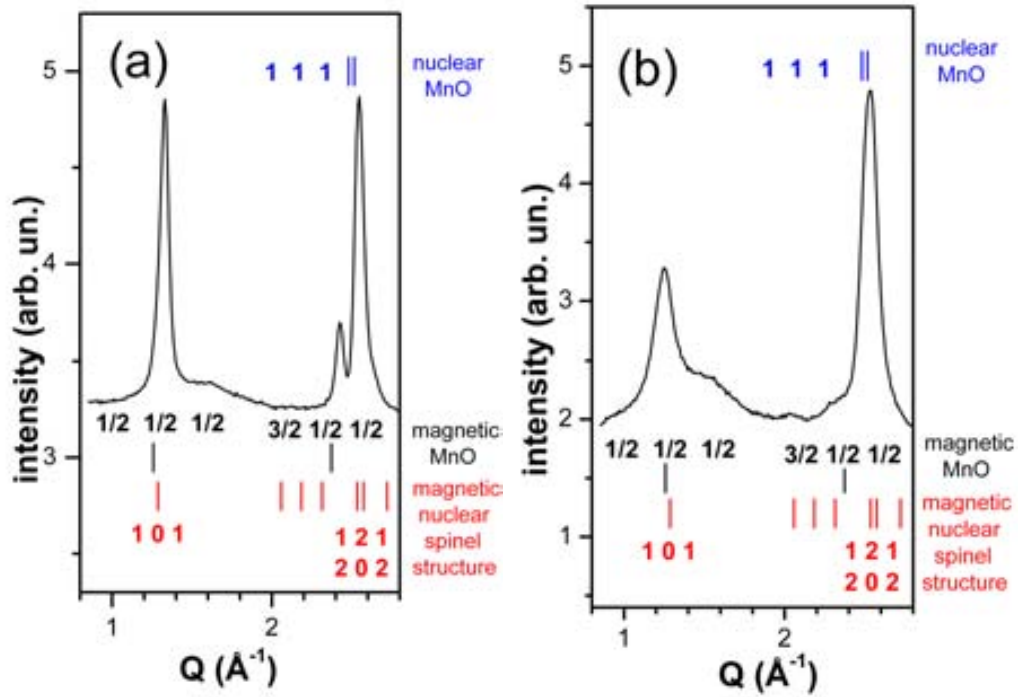 (a)
1 1 1
nuclear
MnO
5
4
3
intensity (arb. un.)
1/2 1/2 1/2
3/2 1/2 1/2
magnetic
MnO
magnetic
nuclear
spinel
structure
1 0 1
1 2 1
2 0 2
1
2
Q (Å-1)
(b)
1 1 1
nuclear
MnO
5
4
3
2
1
intensity (arb. un.)
1/2 1/2 1/2
3/2 1/2 1/2
magnetic
MnO
magnetic
nuclear
spinel
structure
1 0 1
1 2 1
2 0 2
1
2
Q (Å-1)